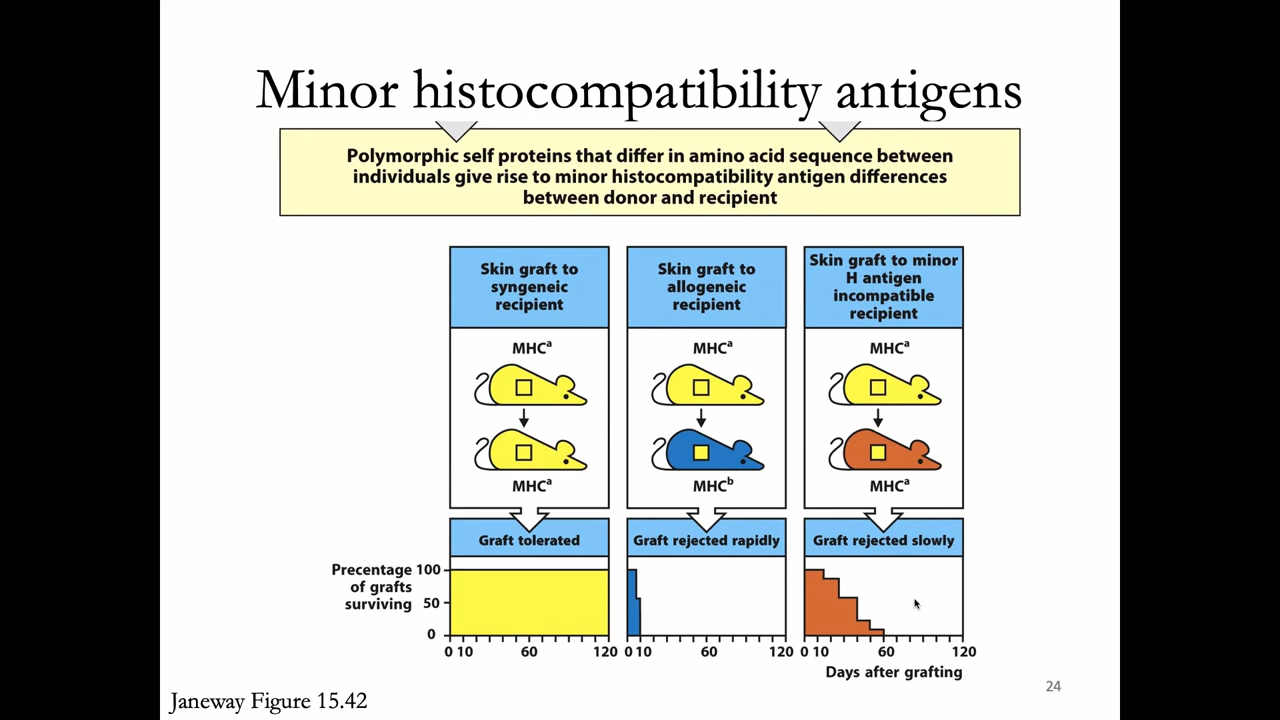 Minor histocompatibility antigens
Polymorphic self proteins that differ in amino acid sequence between
individuals give rise to minor histocompatibility antigen differences
between donor and recipient
Skin graft to
syngeneic
recipient
Skin graft to
allogeneic
recipient
Skin graft to minor
H antigen
incompatible
recipient
MHCᵃ
MHCᵃ
MHCᵃ
MHCᵃ
MHCᵇ
MHCᵃ
Graft tolerated
Graft rejected rapidly
Graft rejected slowly
Precentage
of grafts
surviving
100
50
0
0 10 60 120
0 10 60 120
0 10 60 120
Days after grafting
24
Janeway Figure 15.42